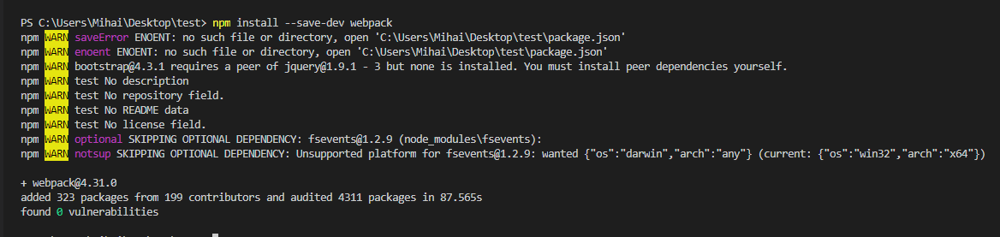 PS C:\Users\Mihai\Desktop\test> npm install --save-dev webpack
npm WARN saveError ENOENT: no such file or directory, open 'C:\Users\Mihai\Desktop\test\package.json'
npm WARN enoent ENOENT: no such file or directory, open 'C:\Users\Mihai\Desktop\test\package.json'
npm WARN bootstrap@4.3.1 requires a peer of jquery@1.9.1 - 3 but none is installed. You must install peer dependencies yourself.
npm WARN test No description
npm WARN test No repository field.
npm WARN test No README data
npm WARN test No license field.
npm WARN optional SKIPPING OPTIONAL DEPENDENCY: fsevents@1.2.9 (node_modules\fsevents):
npm WARN notsup SKIPPING OPTIONAL DEPENDENCY: Unsupported platform for fsevents@1.2.9: wanted {"os":"darwin","arch":"any"} (current: {"os":"win32","arch":"x64"})
+ webpack@4.31.0
added 323 packages from 199 contributors and audited 4311 packages in 87.565s
found 0 vulnerabilities